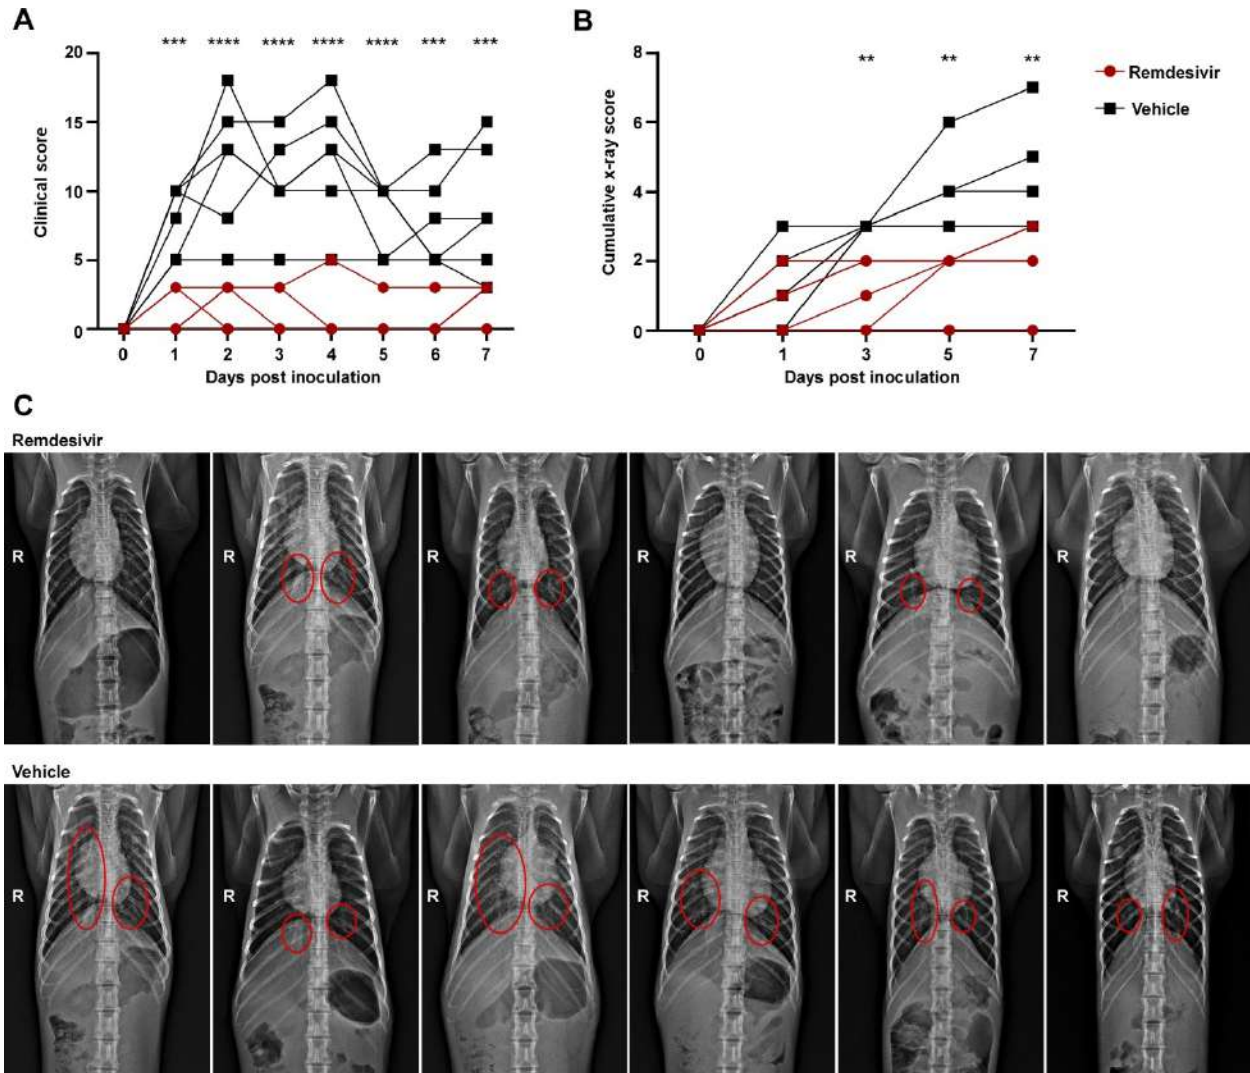 A
*** **** **** **** **** *** ***
20
15
10
5
0
Clinical score
0 1 2 3 4 5 6 7
Days post inoculation
B
** ** **
8
6
4
2
0
Cumulative x-ray score
0 1 3 5 7
Days post inoculation
Remdesivir
Vehicle
C
Remdesivir
R R R R R R
Vehicle
R R R R R R